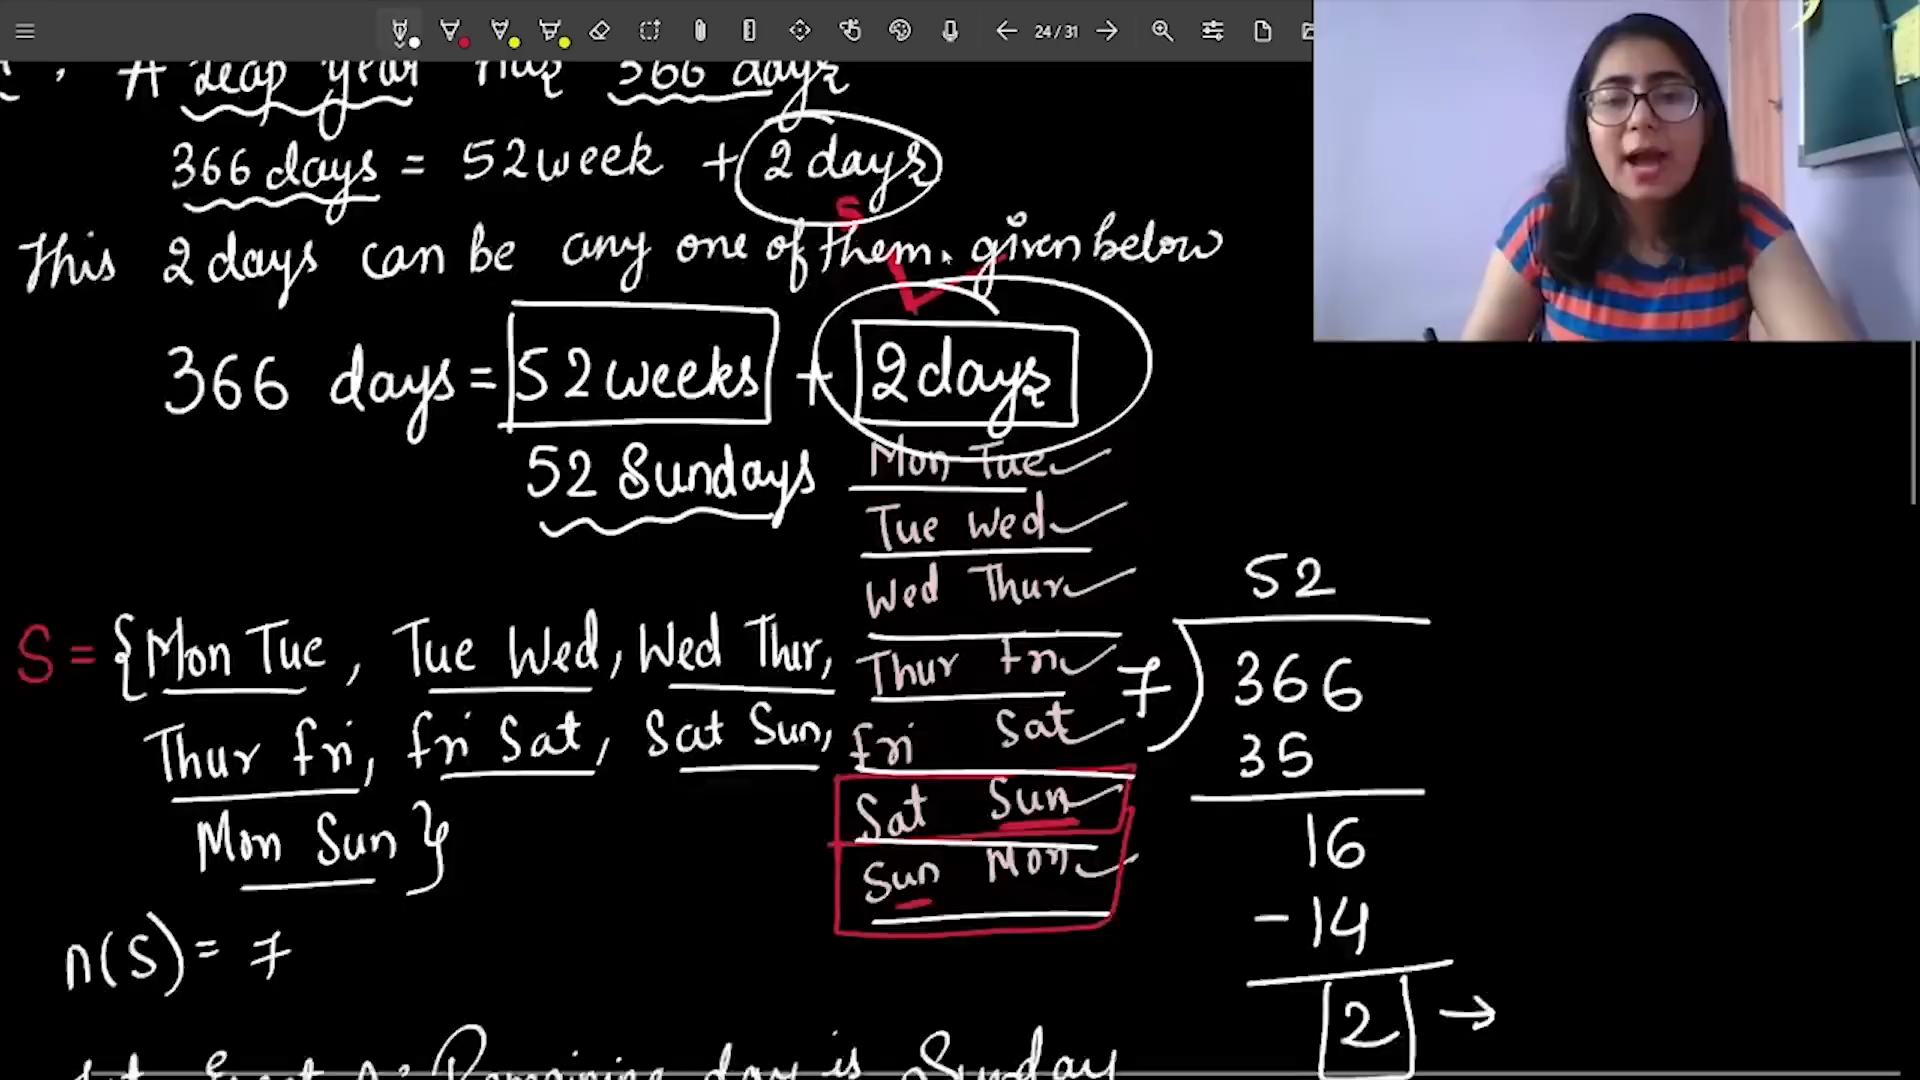 24/31
A Leap year has 366 days
366 days = 52 week + 2 days
This 2 days can be any one of them. given below
366 days = 52 weeks + 2 days
52 Sundays
Mon Tue
Tue Wed
Wed Thur
Thur Fri
Fri Sat
Sat Sun
Sun Mon
S = {Mon Tue, Tue Wed, Wed Thur,
Thur Fri, Fri Sat, Sat Sun,
Mon Sun}
n(S) = 7
52
7 366
35
16
-14
2 →
Remaining day is Sunday